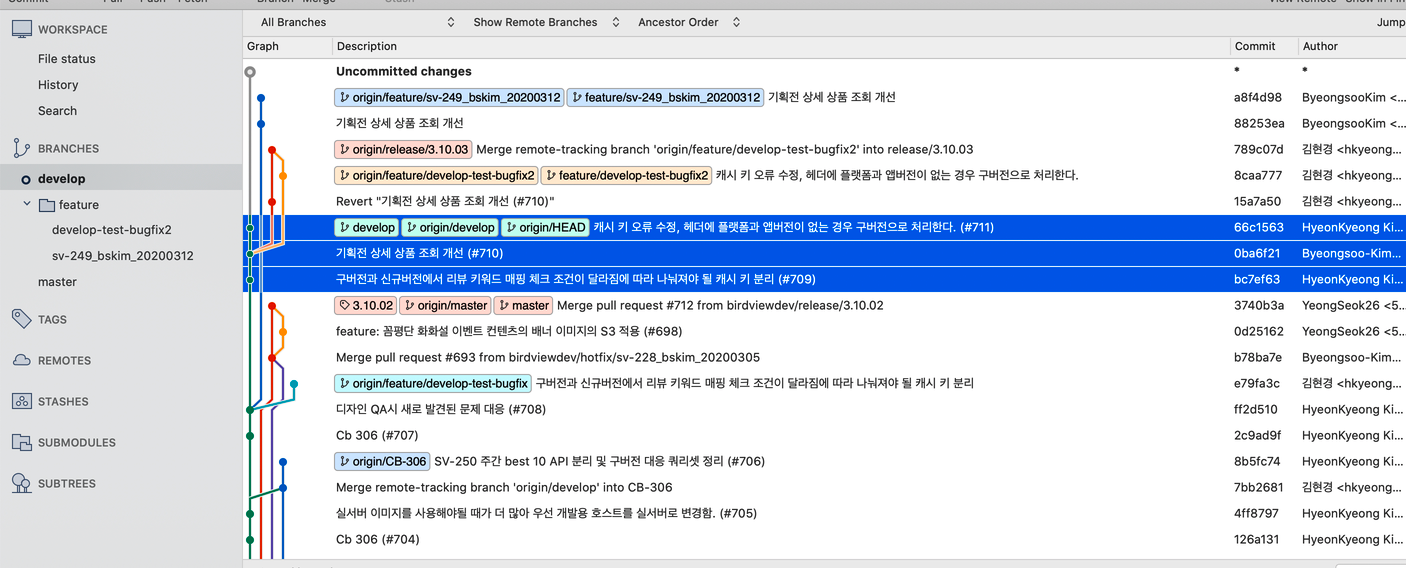 All Branches Show Remote Branches Ancestor Order Jump
Graph Description Commit Author
WORKSPACE
File status
History
Search
BRANCHES
develop
feature
develop-test-bugfix2
sv-249_bskim_20200312
master
TAGS
REMOTES
STASHES
SUBMODULES
SUBTREES
Uncommitted changes * *
origin/feature/sv-249_bskim_20200312 feature/sv-249_bskim_20200312 기획전 상세 상품 조회 개선 a8f4d98 ByeongsooKim <...
기획전 상세 상품 조회 개선 88253ea ByeongsooKim <...
origin/release/3.10.03 Merge remote-tracking branch 'origin/feature/develop-test-bugfix2' into release/3.10.03 789c07d 김현경 <hkyeong...
origin/feature/develop-test-bugfix2 feature/develop-test-bugfix2 캐시 키 오류 수정, 헤더에 플랫폼과 앱버전이 없는 경우 구버전으로 처리한다. 8caa777 김현경 <hkyeong...
Revert "기획전 상세 상품 조회 개선 (#710)" 15a7a50 김현경 <hkyeong...
develop origin/develop origin/HEAD 캐시 키 오류 수정, 헤더에 플랫폼과 앱버전이 없는 경우 구버전으로 처리한다. (#711) 66c1563 HyeonKyeong Ki...
기획전 상세 상품 조회 개선 (#710) 0ba6f21 Byeongsoo-Kim...
구버전과 신규버전에서 리뷰 키워드 매핑 체크 조건이 달라짐에 따라 나눠져야 될 캐시 키 분리 (#709) bc7ef63 HyeonKyeong Ki...
3.10.02 origin/master master Merge pull request #712 from birdviewdev/release/3.10.02 3740b3a YeongSeok26 <5...
feature: 꼼평단 화화설 이벤트 컨텐츠의 배너 이미지의 S3 적용 (#698) 0d25162 YeongSeok26 <5...
Merge pull request #693 from birdviewdev/hotfix/sv-228_bskim_20200305 b78ba7e Byeongsoo-Kim...
origin/feature/develop-test-bugfix 구버전과 신규버전에서 리뷰 키워드 매핑 체크 조건이 달라짐에 따라 나눠져야 될 캐시 키 분리 e79fa3c 김현경 <hkyeong...
디자인 QA시 새로 발견된 문제 대응 (#708) ff2d510 HyeonKyeong Ki...
Cb 306 (#707) 2c9ad9f HyeonKyeong Ki...
origin/CB-306 SV-250 주간 best 10 API 분리 및 구버전 대응 쿼리셋 정리 (#706) 8b5fc74 HyeonKyeong Ki...
Merge remote-tracking branch 'origin/develop' into CB-306 7bb2681 김현경 <hkyeong...
실서버 이미지를 사용해야될 때가 더 많아 우선 개발용 호스트를 실서버로 변경함. (#705) 4ff8797 HyeonKyeong Ki...
Cb 306 (#704) 126a131 HyeonKyeong Ki...